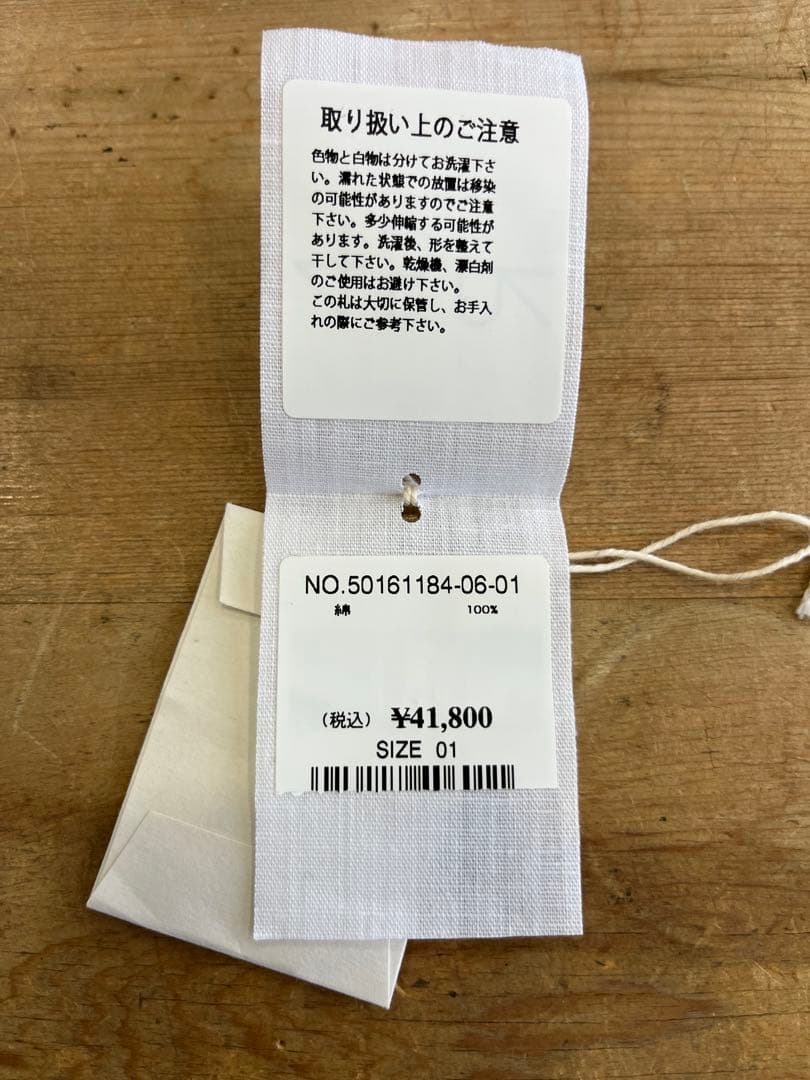 取り扱い上のご注意
色物と白物は分けてお洗濯下さ
い。濡れた状態での放置は移染
の可能性がありますのでご注意
下さい。多少伸縮する可能性が
あります。洗濯後、形を整えて
干して下さい。乾燥機、漂白剤
のご使用はお避け下さい。
この札は大切に保管し、お手入
れの際にご参考下さい。
NO.50161184-06-01
綿 100%
(税込) ¥41,800
SIZE 01